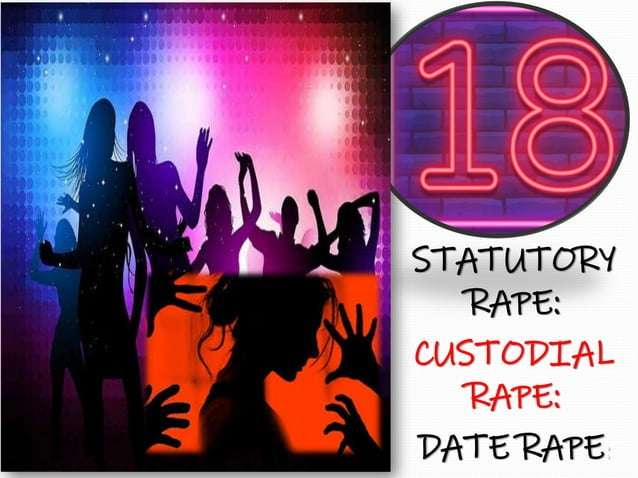 18
STATUTORY
RAPE:
CUSTODIAL
RAPE:
DATE RAPE: